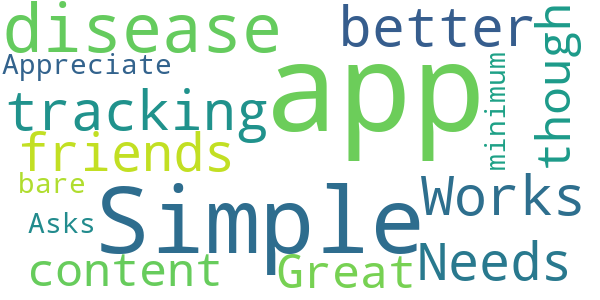 disease
better
Appreciate
app
though
minimum
tracking
friends
bare
Simple
Works
Asks
Needs
content
Great